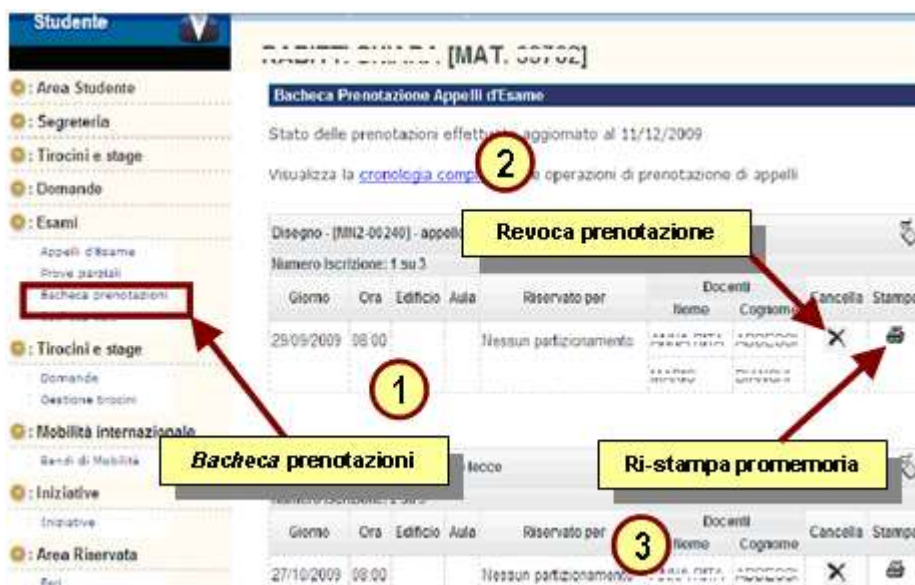 Studente
[MAT.
: Area Studente
: Segreteria
: Tirocini e stage
: Domande
: Esami
Appelli d'Esame
Prove parziali
Bacheca prenotazioni
: Tirocini e stage
Domande
Gestione tirocini
: Mobilità internazionale
Bandi di Mobilità
: Iniziative
Iniziative
: Area Riservata
Esci
Bacheca Prenotazione Appelli d'Esame
Stato delle prenotazioni aggiornato al 11/12/2009
2
Visualizza la cronologia operazioni di prenotazione di appelli
Disegno - [MN2-00240] - appello
Revoca prenotazione
Numero Iscrizione: 1 su 3
Giorno Ora Edificio Aula Riservato per Docenti Cancella Stampa
Nome Cognome
29/09/2009 08:00 Nessun partizionamento
1
Bacheca prenotazioni
lecco
Ri-stampa promemoria
Giorno Ora Edificio Aula Riservato per Docenti Cancella Stampa
3
Nome Cognome
27/10/2009 09:00 Nessun partizionamento